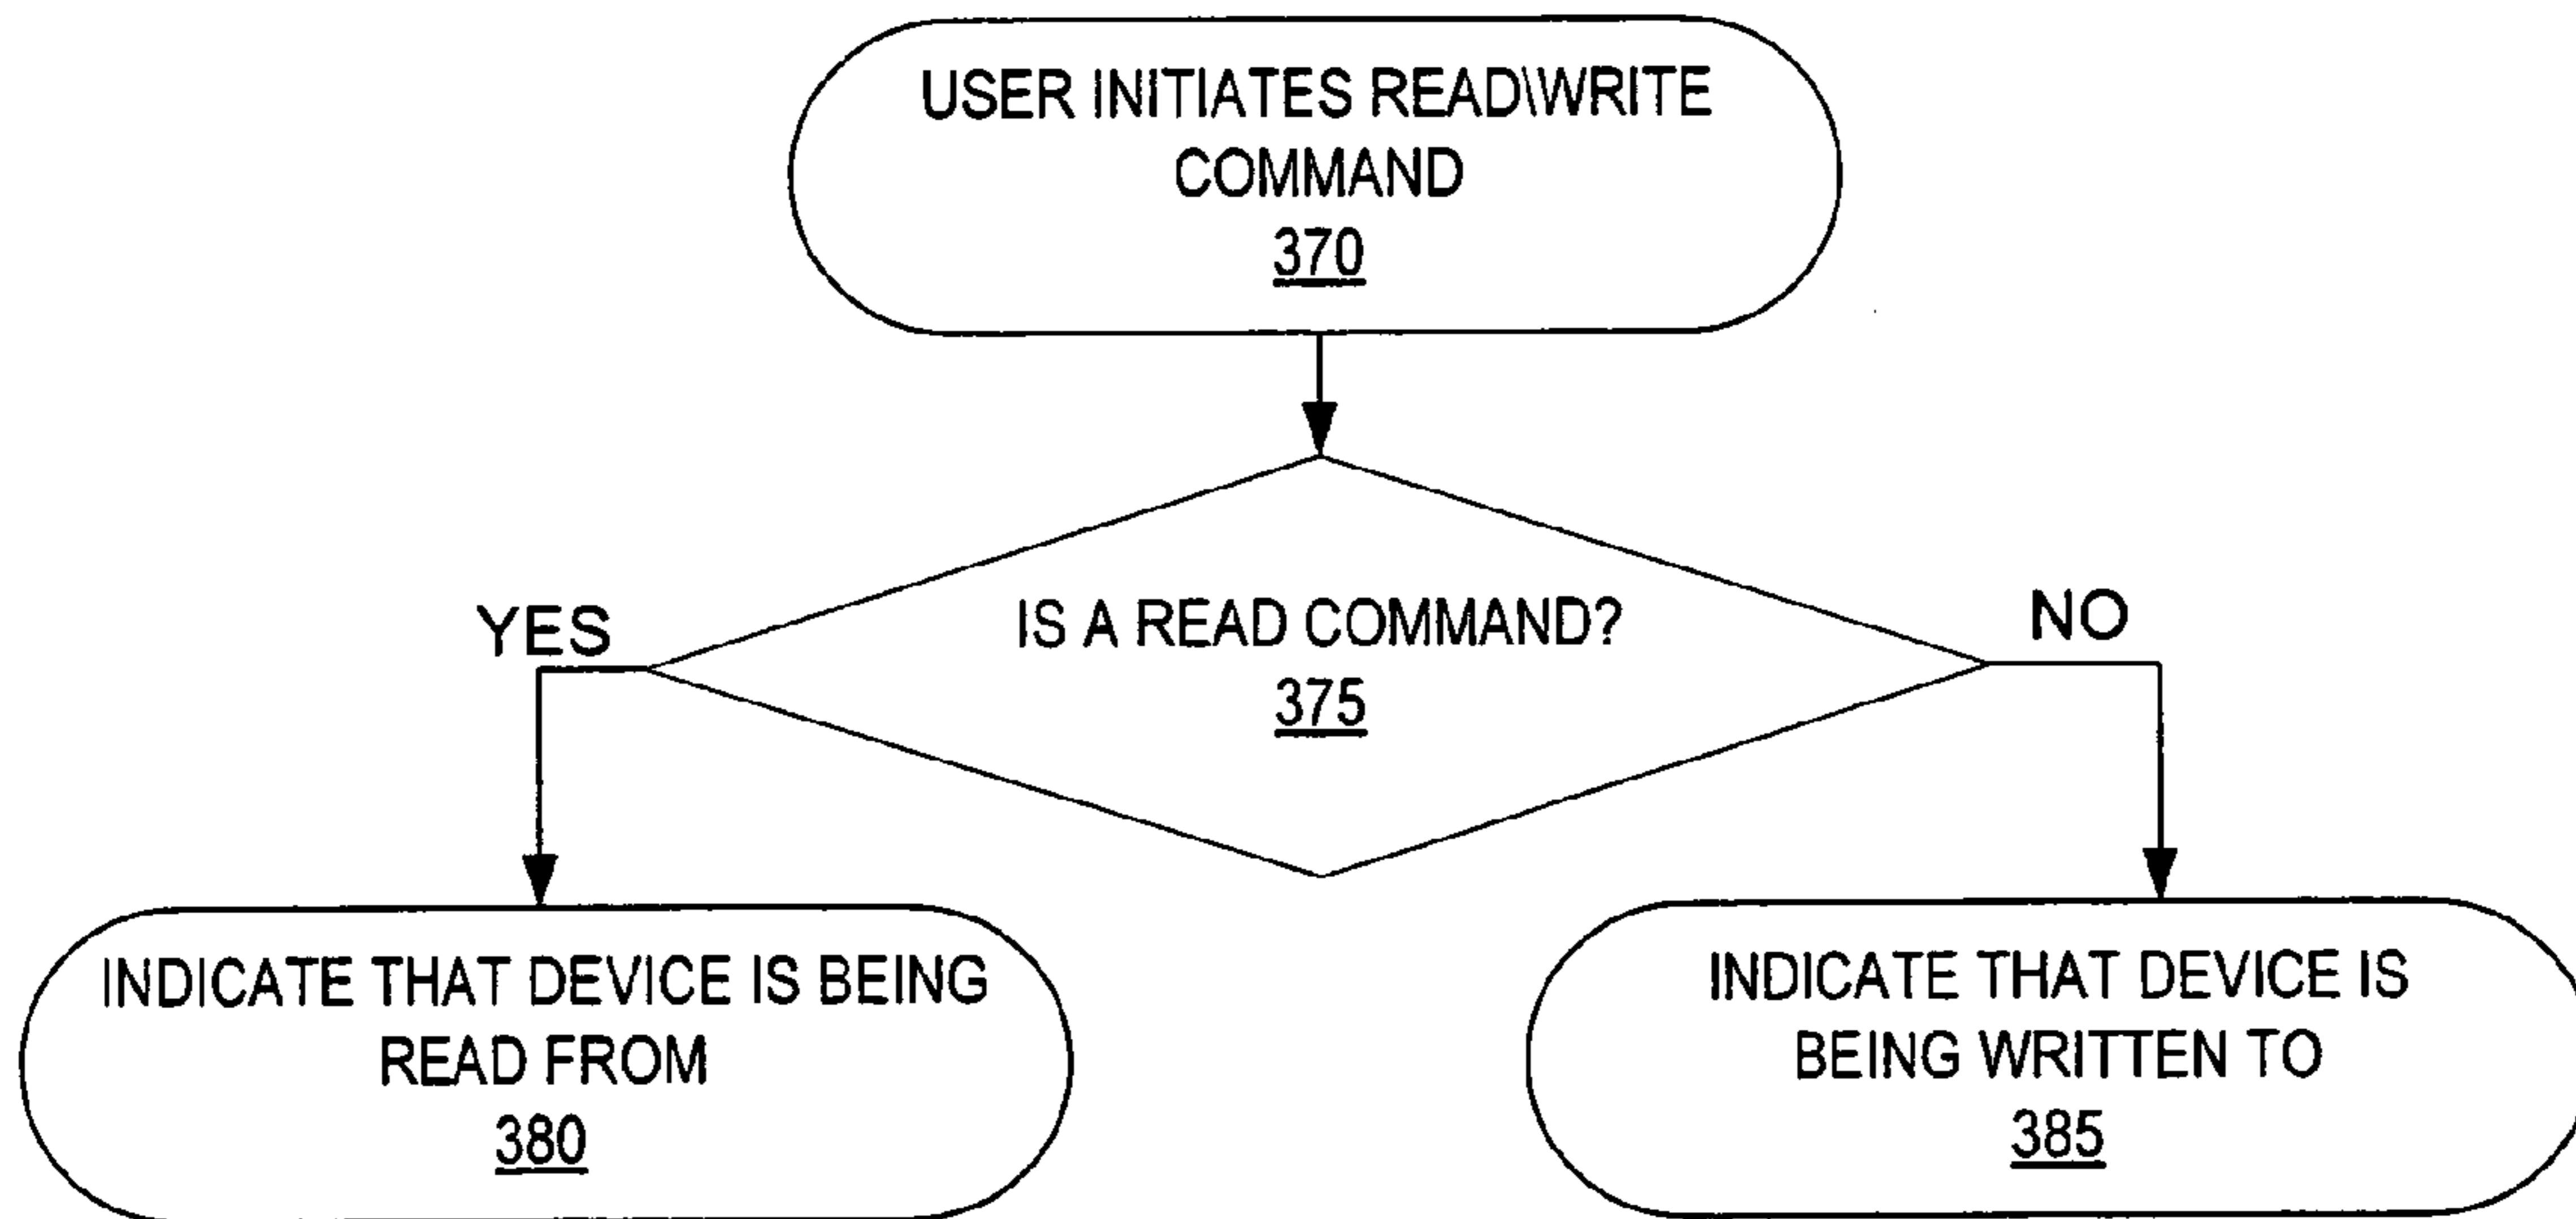 USER INITIATES READ\WRITE
COMMAND
370
IS A READ COMMAND?
375
YES
NO
INDICATE THAT DEVICE IS BEING
READ FROM
380
INDICATE THAT DEVICE IS
BEING WRITTEN TO
385